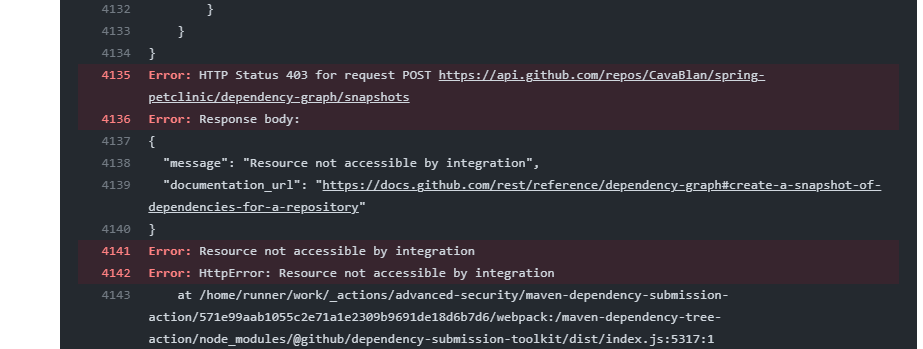 4132 }
4133 }
4134 }
4135 Error: HTTP Status 403 for request POST https://api.github.com/repos/CavaBlan/spring-
petclinic/dependency-graph/snapshots
4136 Error: Response body:
4137 {
4138 "message": "Resource not accessible by integration",
4139 "documentation_url": "https://docs.github.com/rest/reference/dependency-graph#create-a-snapshot-of-
dependencies-for-a-repository"
4140 }
4141 Error: Resource not accessible by integration
4142 Error: HttpError: Resource not accessible by integration
4143 at /home/runner/work/_actions/advanced-security/maven-dependency-submission-
action/571e99aab1055c2e71a1e2309b9691de18d6b7d6/webpack:/maven-dependency-tree-
action/node_modules/@github/dependency-submission-toolkit/dist/index.js:5317:1